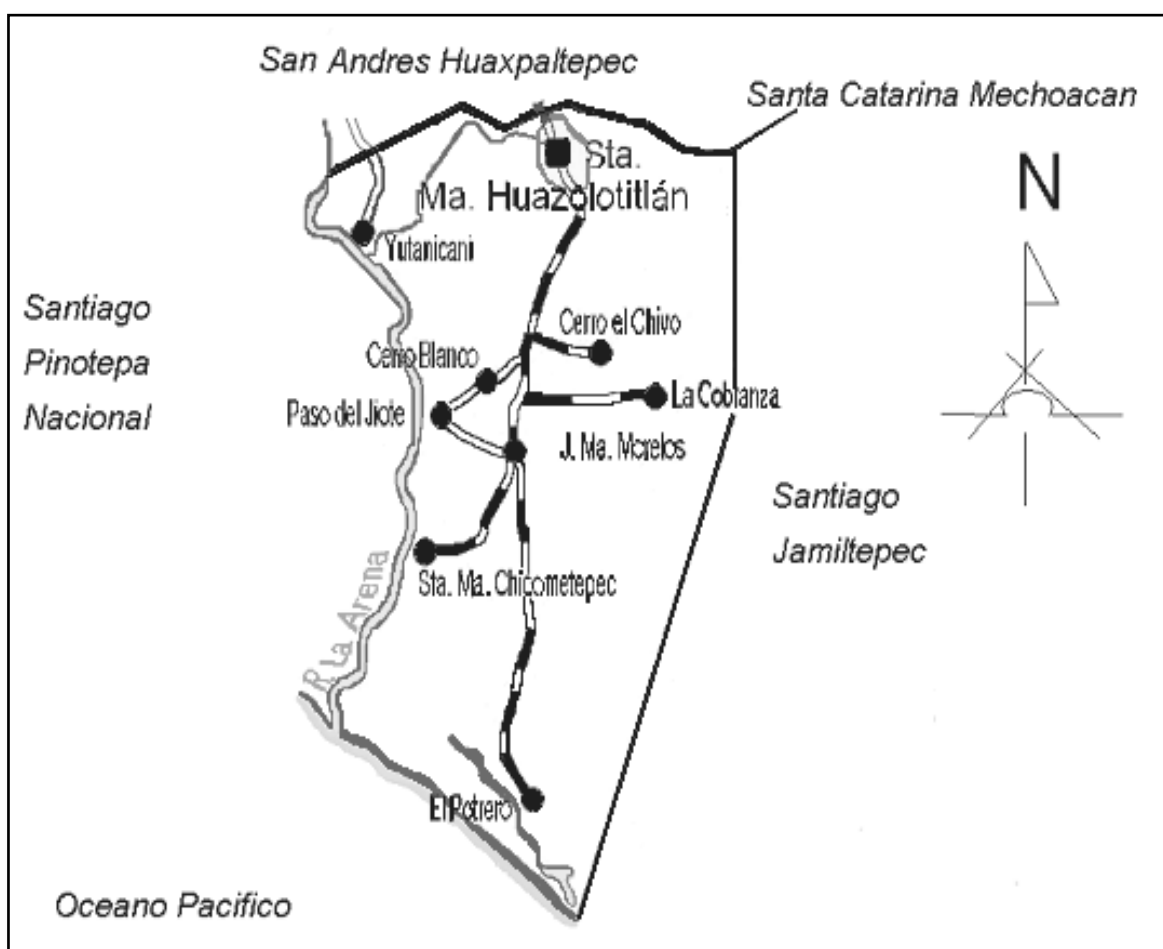 San Andres Huaxpaltepec
Santa Catarina Mechoacan
Sta.
Ma. Huazolotitlán
N
Yutanicani
Santiago
Pinotepa
Nacional
Cerro el Chivo
Cerro Blanco
La Cobranza
Paso del Jiote
J. Ma. Morelos
Santiago
Jamiltepec
Sta. Ma. Chicometepec
R. La Arena
El Potrero
Oceano Pacifico